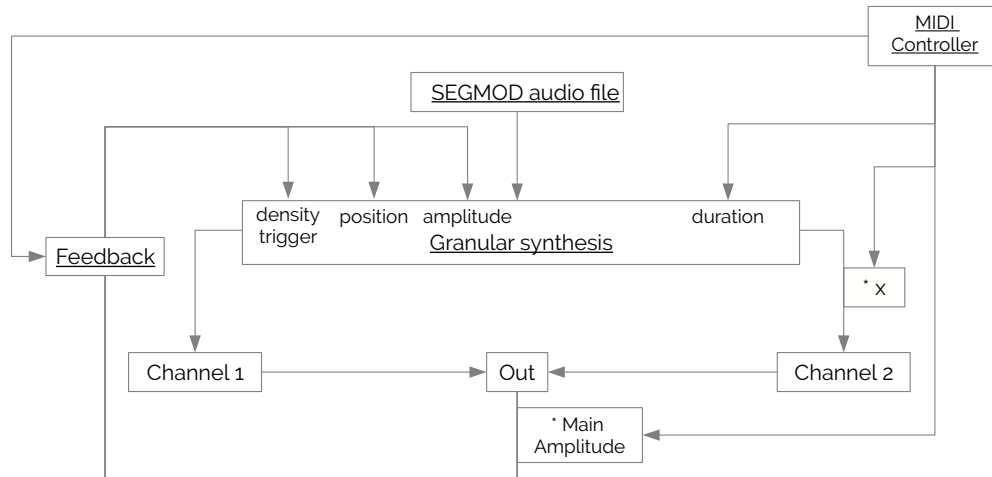 MIDI
Controller
SEGMOD audio file
density
trigger
position
amplitude
duration
Granular synthesis
Feedback
* x
Channel 1
Out
Channel 2
* Main
Amplitude